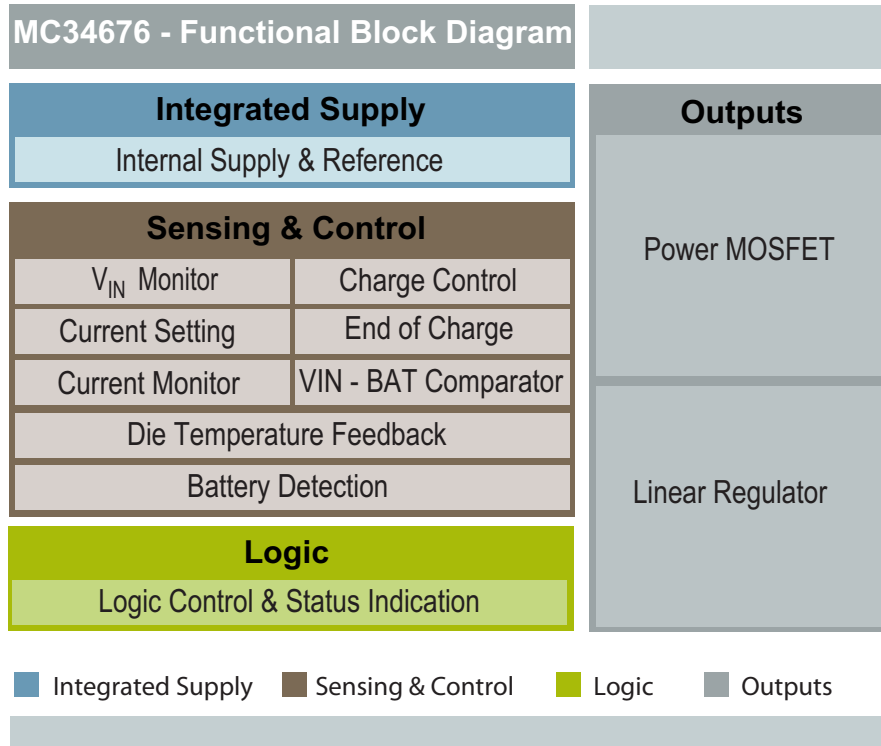 MC34676 - Functional Block Diagram
Integrated Supply
Internal Supply & Reference
Sensing & Control
V_IN Monitor
Charge Control
Current Setting
End of Charge
Current Monitor
VIN - BAT Comparator
Die Temperature Feedback
Battery Detection
Logic
Logic Control & Status Indication
Outputs
Power MOSFET
Linear Regulator
Integrated Supply
Sensing & Control
Logic
Outputs